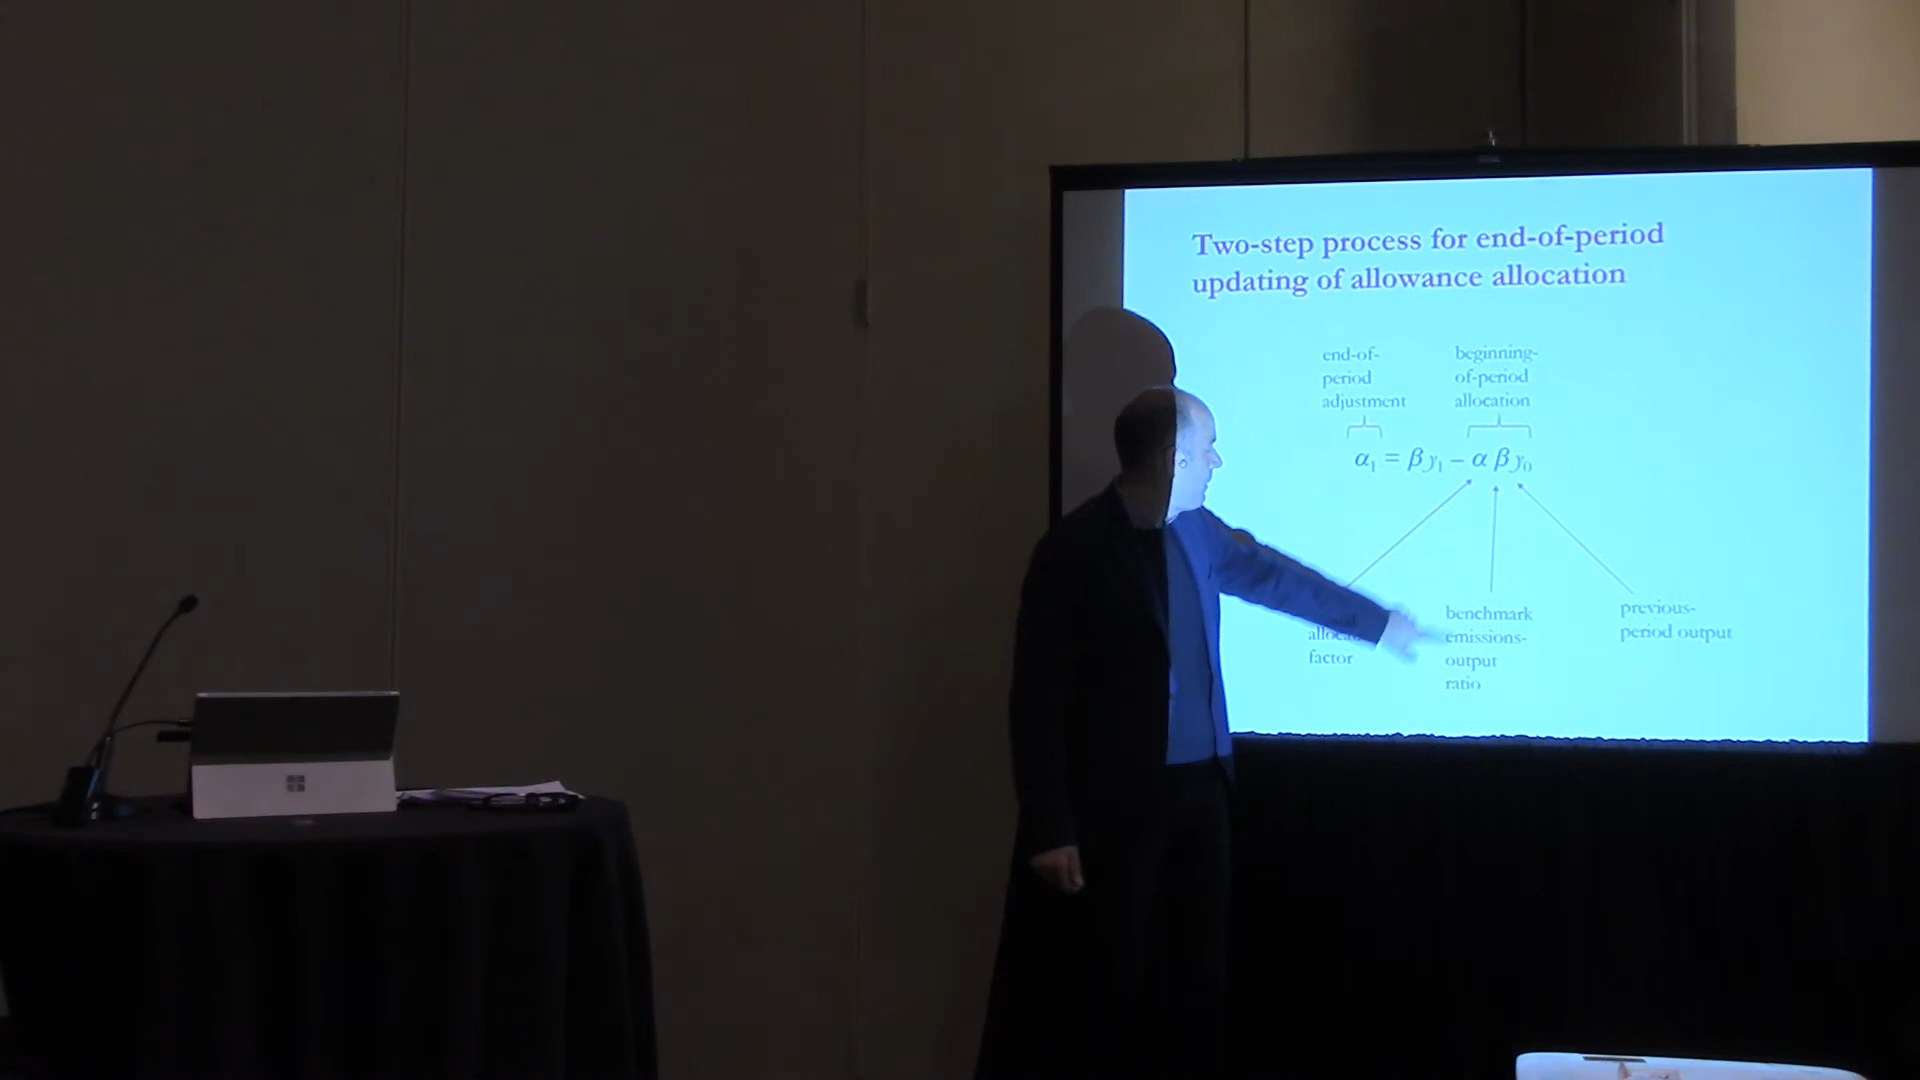 Two-step process for end-of-period
updating of allowance allocation
end-of-
period
adjustment
beginning-
of-period
allocation
α₁ = β y₁ – α β y₀
factor
benchmark
emissions-
output
ratio
previous-
period output